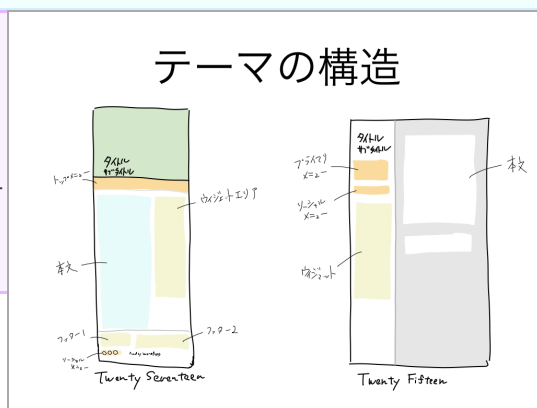 テーマの構造
タイトル
サブタイトル
トップメニュー
ウィジェットエリア
本文
フッター1
フッター2
ソーシャル
メニュー
Twenty Seventeen
タイトル
サブタイトル
プライマリ
メニュー
ソーシャル
メニュー
ウィジェット
本文
Twenty Fifteen